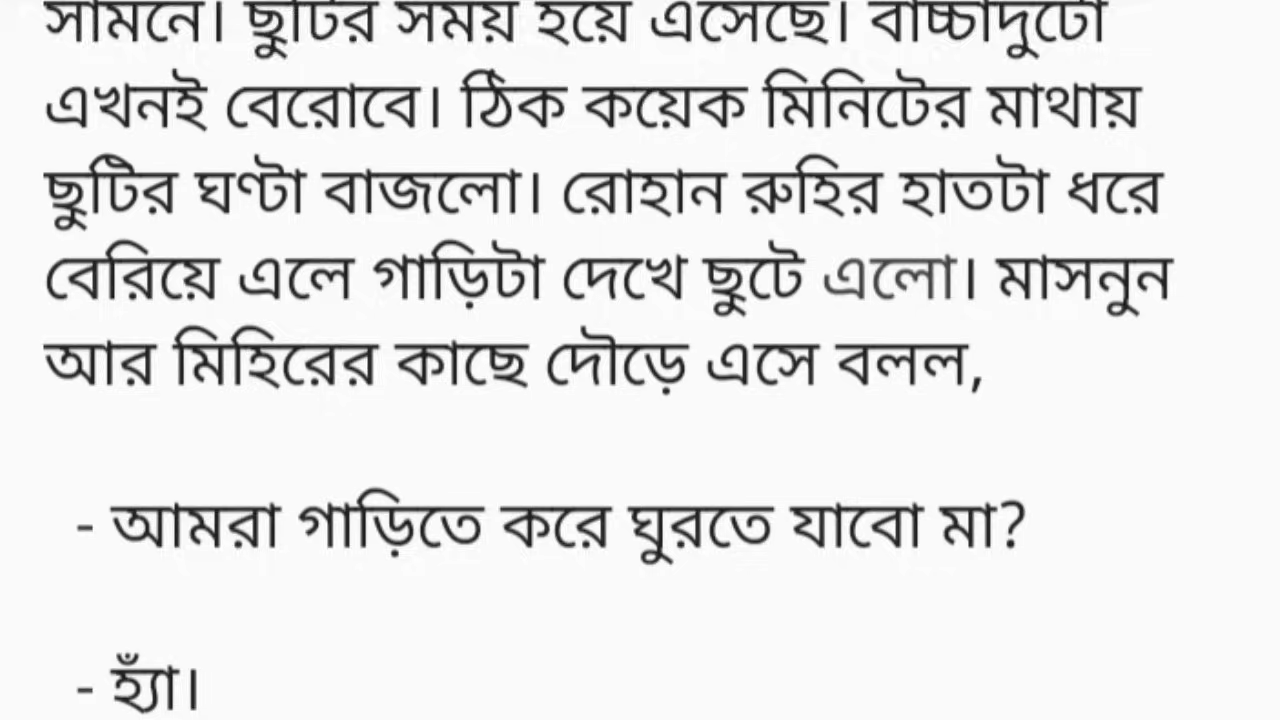 সামনে। ছুটির সময় হয়ে এসেছে। বাচ্চাদুটো
এখনই বেরোবে। ঠিক কয়েক মিনিটের মাথায়
ছুটির ঘণ্টা বাজলো। রোহান রুহির হাতটা ধরে
বেরিয়ে এলে গাড়িটা দেখে ছুটে এলো। মাসনুন
আর মিহিরের কাছে দৌড়ে এসে বলল,
- আমরা গাড়িতে করে ঘুরতে যাবো মা?
- হ্যাঁ।